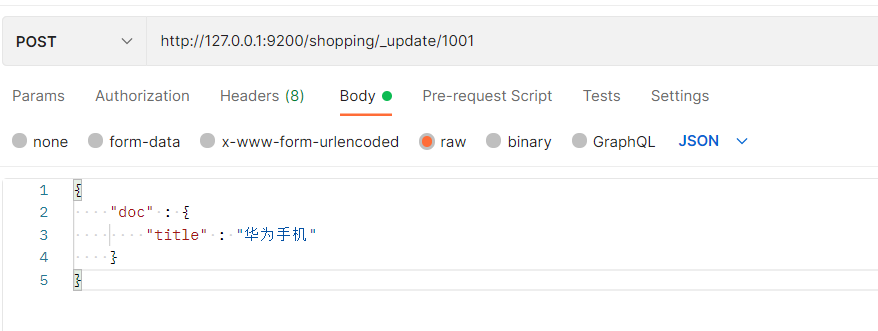 POST http://127.0.0.1:9200/shopping/_update/1001
Params Authorization Headers (8) Body Pre-request Script Tests Settings
none form-data x-www-form-urlencoded raw binary GraphQL JSON
1 {
2 "doc" : {
3 "title" : "华为手机"
4 }
5 }